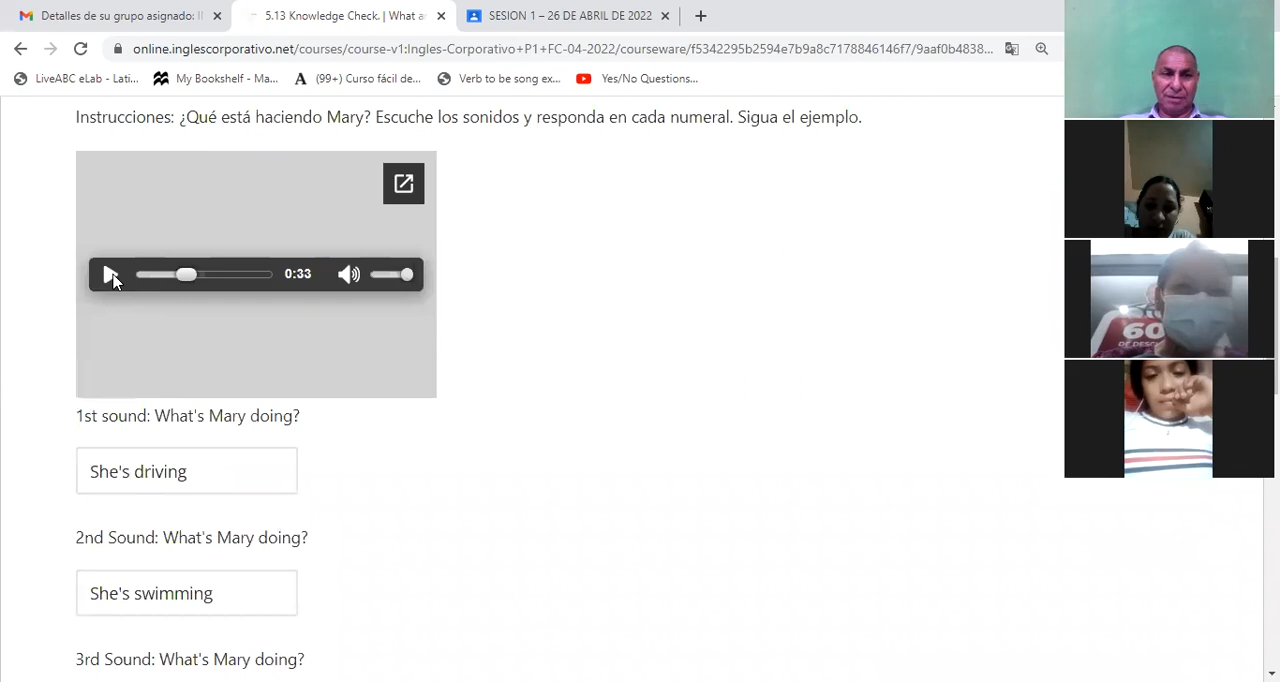 Detalles de su grupo asignado: II
5.13 Knowledge Check. | What a
SESION 1 – 26 DE ABRIL DE 2022
online.inglescorporativo.net/courses/course-v1:Ingles-Corporativo+P1+FC-04-2022/courseware/f5342295b2594e7b9a8c7178846146f7/9aaf0b4838...
LiveABC eLab - Lati...
My Bookshelf - Ma...
(99+) Curso fácil de...
Verb to be song ex...
Yes/No Questions...
Instrucciones: ¿Qué está haciendo Mary? Escuche los sonidos y responda en cada numeral. Sigua el ejemplo.
0:33
1st sound: What's Mary doing?
She's driving
2nd Sound: What's Mary doing?
She's swimming
3rd Sound: What's Mary doing?
60